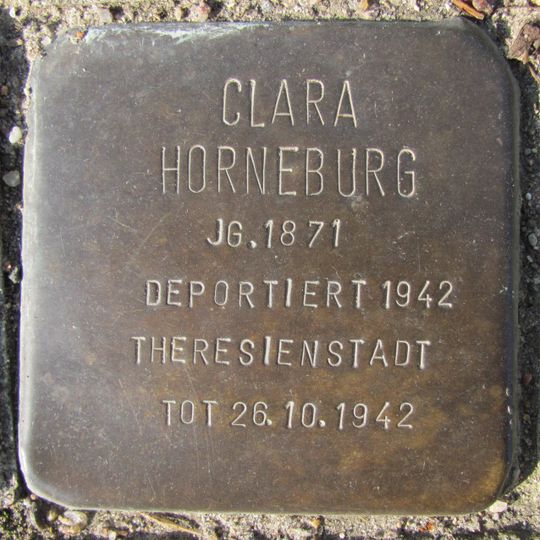 CLARA
HORNEBURG
JG. 1871
DEPORTIERT 1942
THERESIENSTADT
TOT 26.10.1942